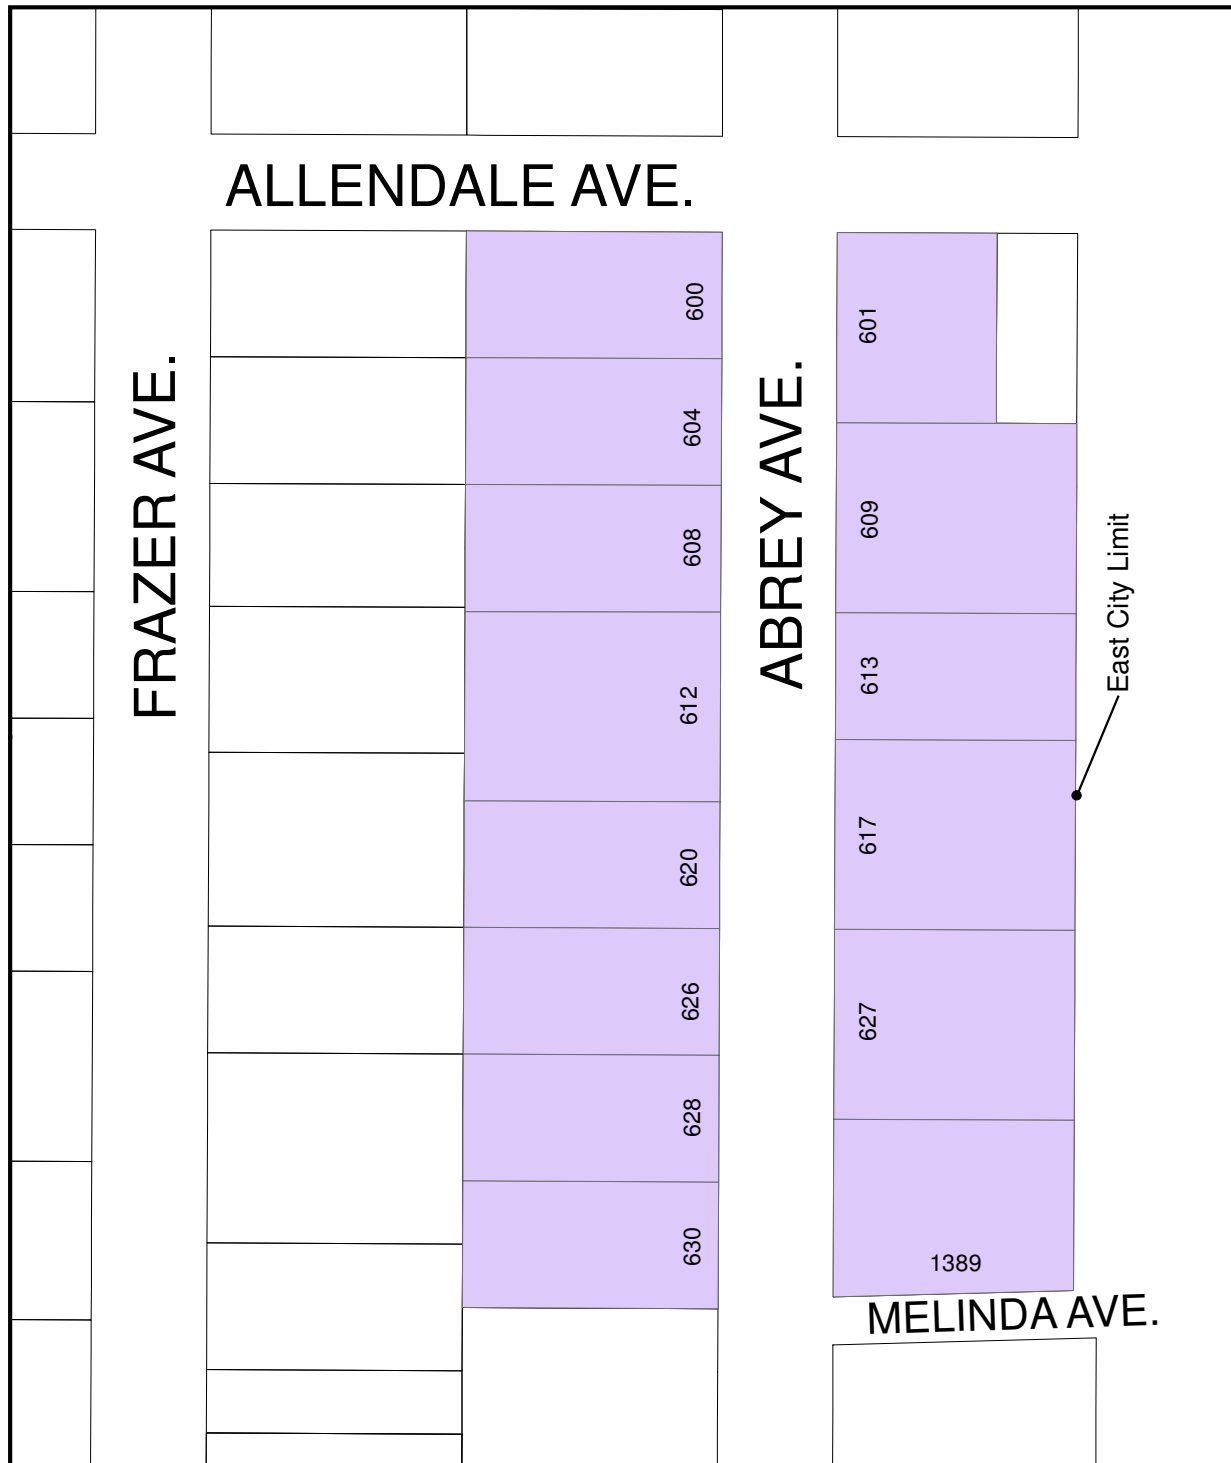 ALLENDALE AVE.
FRAZER AVE.
ABREY AVE.
600
604
608
612
620
626
628
630
601
609
613
617
627
1389
East City Limit
MELINDA AVE.